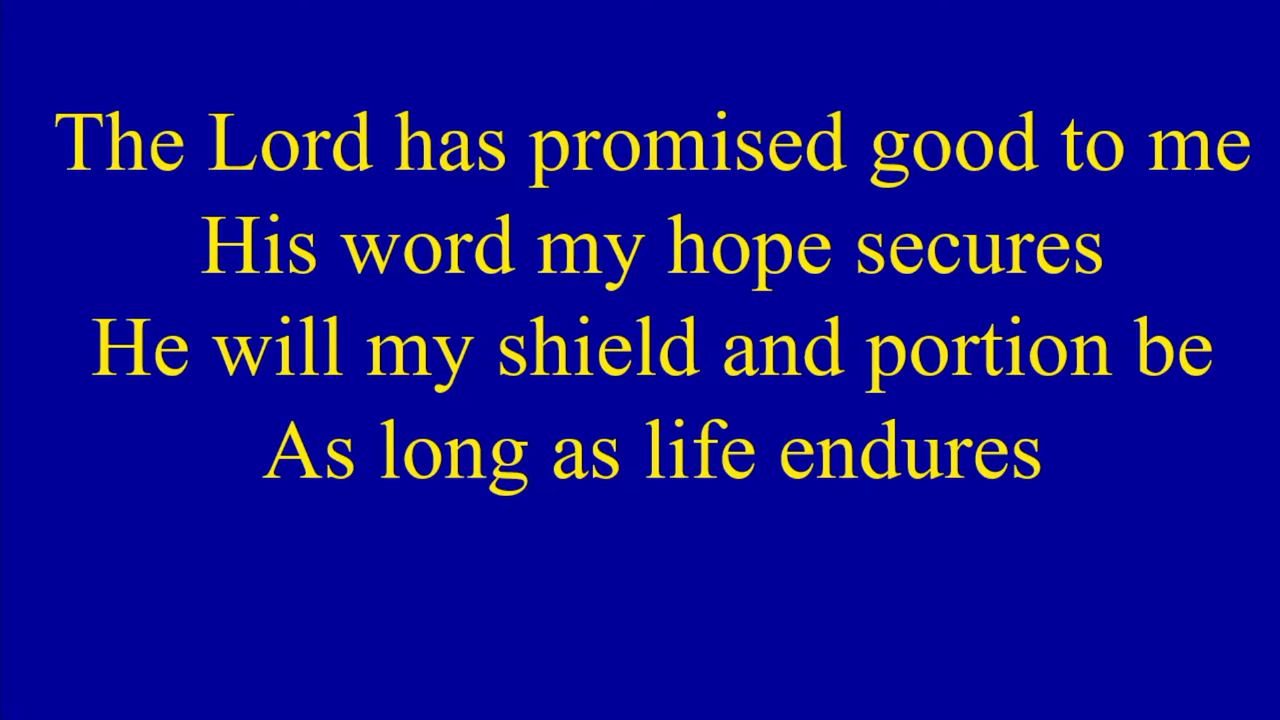 The Lord has promised good to me
His word my hope secures
He will my shield and portion be
As long as life endures